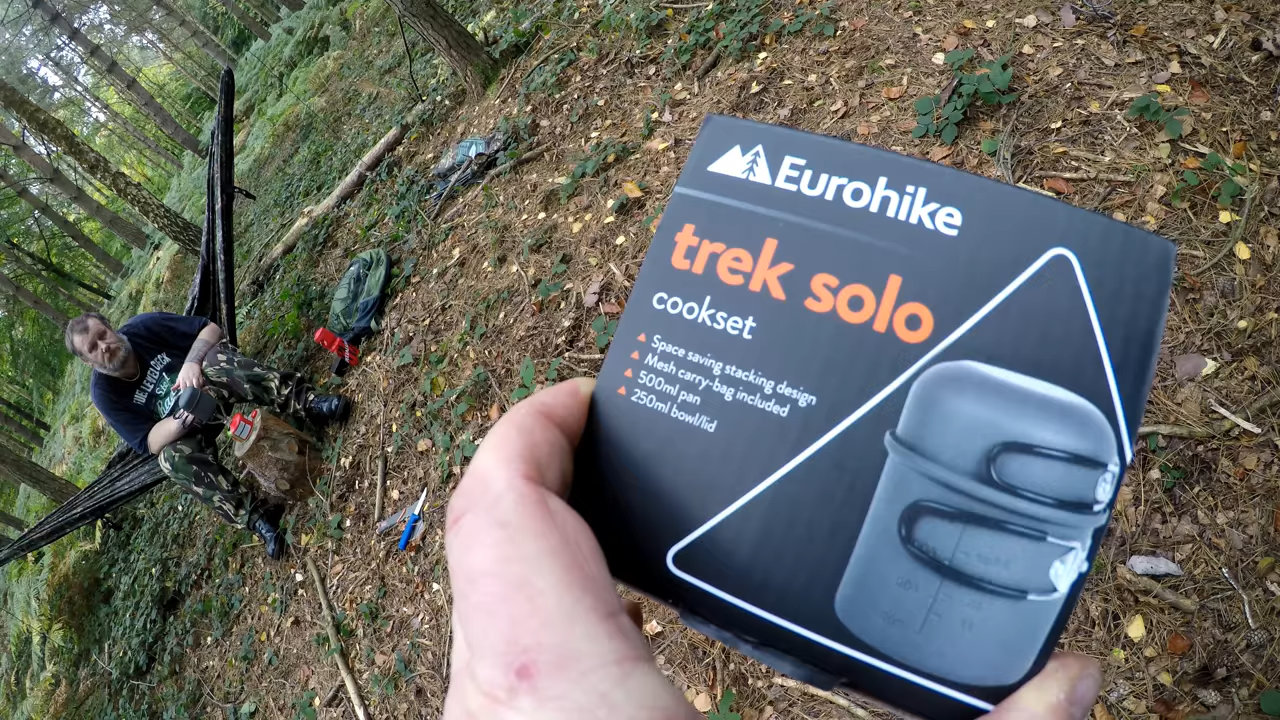 Eurohike
trek solo
cookset
Space saving stacking design
Mesh carry-bag included
500ml pan
250ml bowl/lid